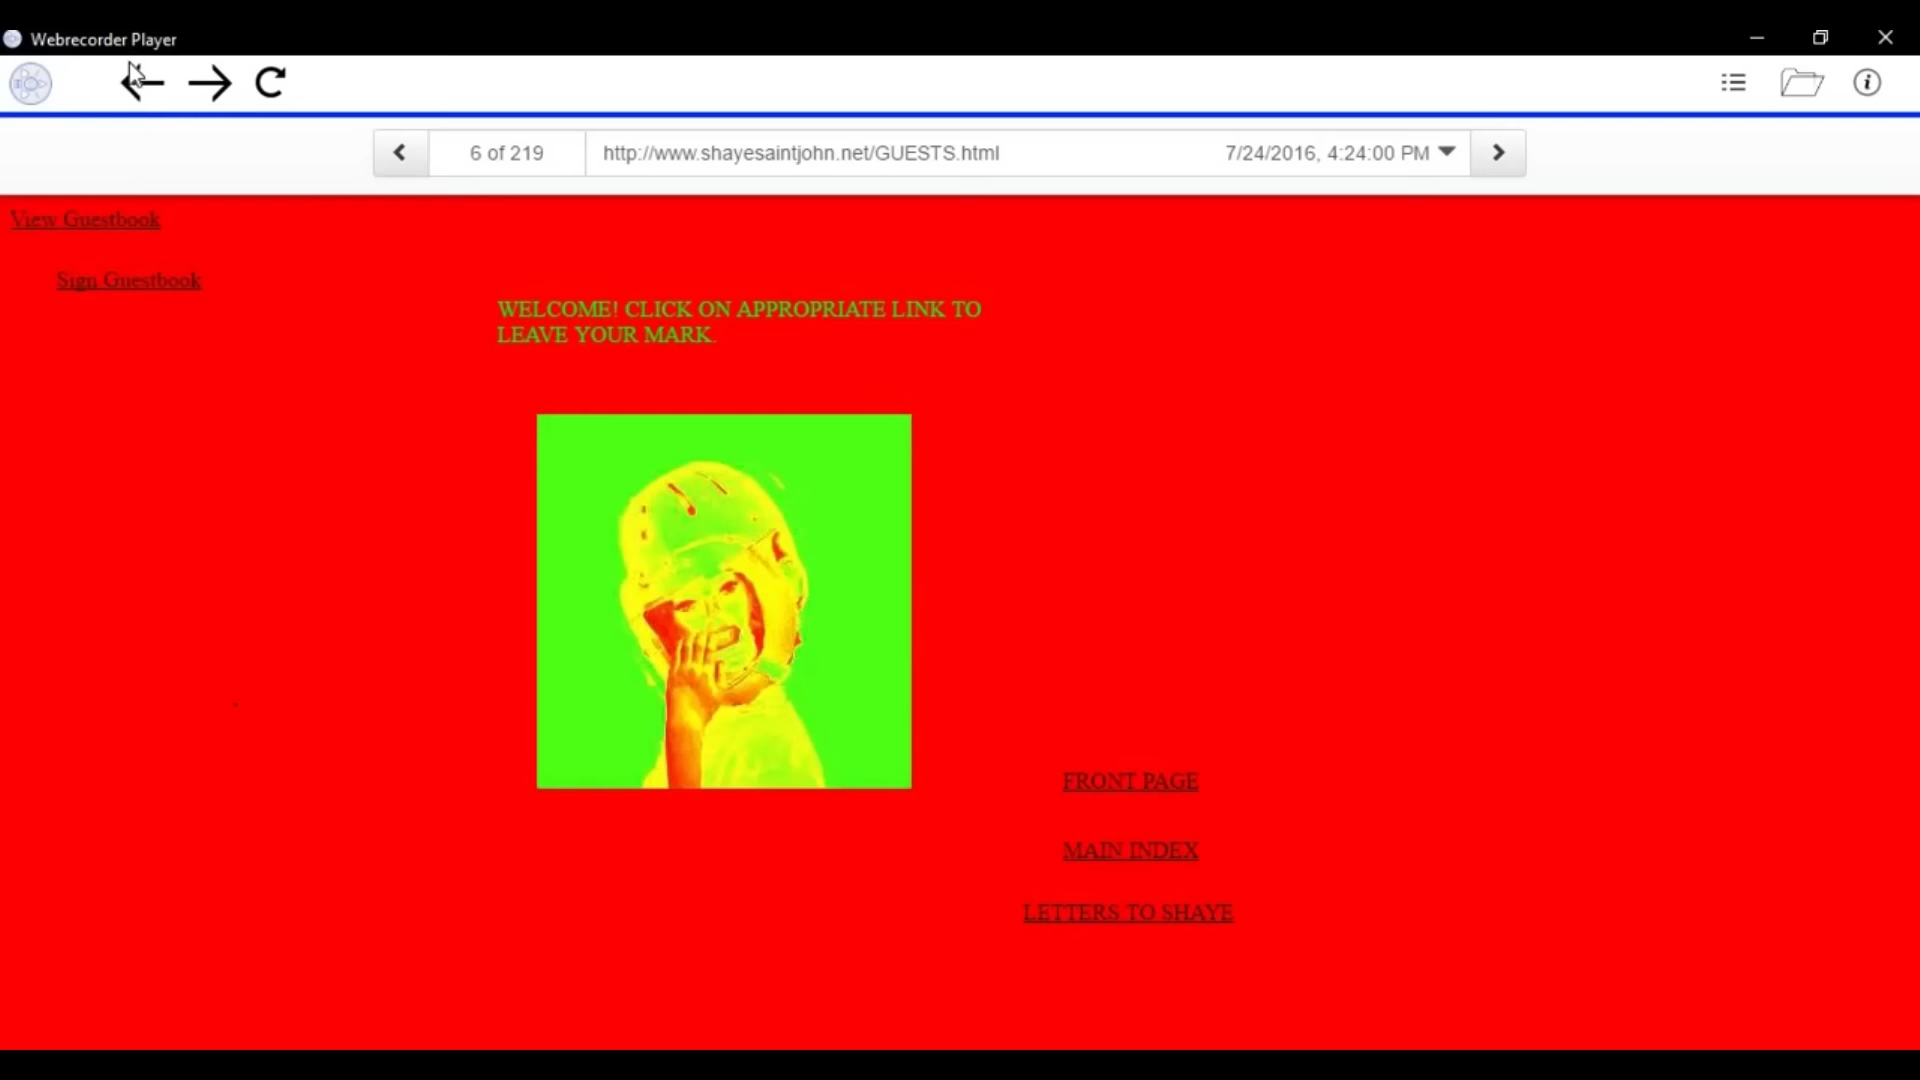 Webrecorder Player
6 of 219
http://www.shayesaintjohn.net/GUESTS.html
7/24/2016, 4:24:00 PM
View Guestbook
Sign Guestbook
WELCOME! CLICK ON APPROPRIATE LINK TO
LEAVE YOUR MARK.
FRONT PAGE
MAIN INDEX
LETTERS TO SHAYE